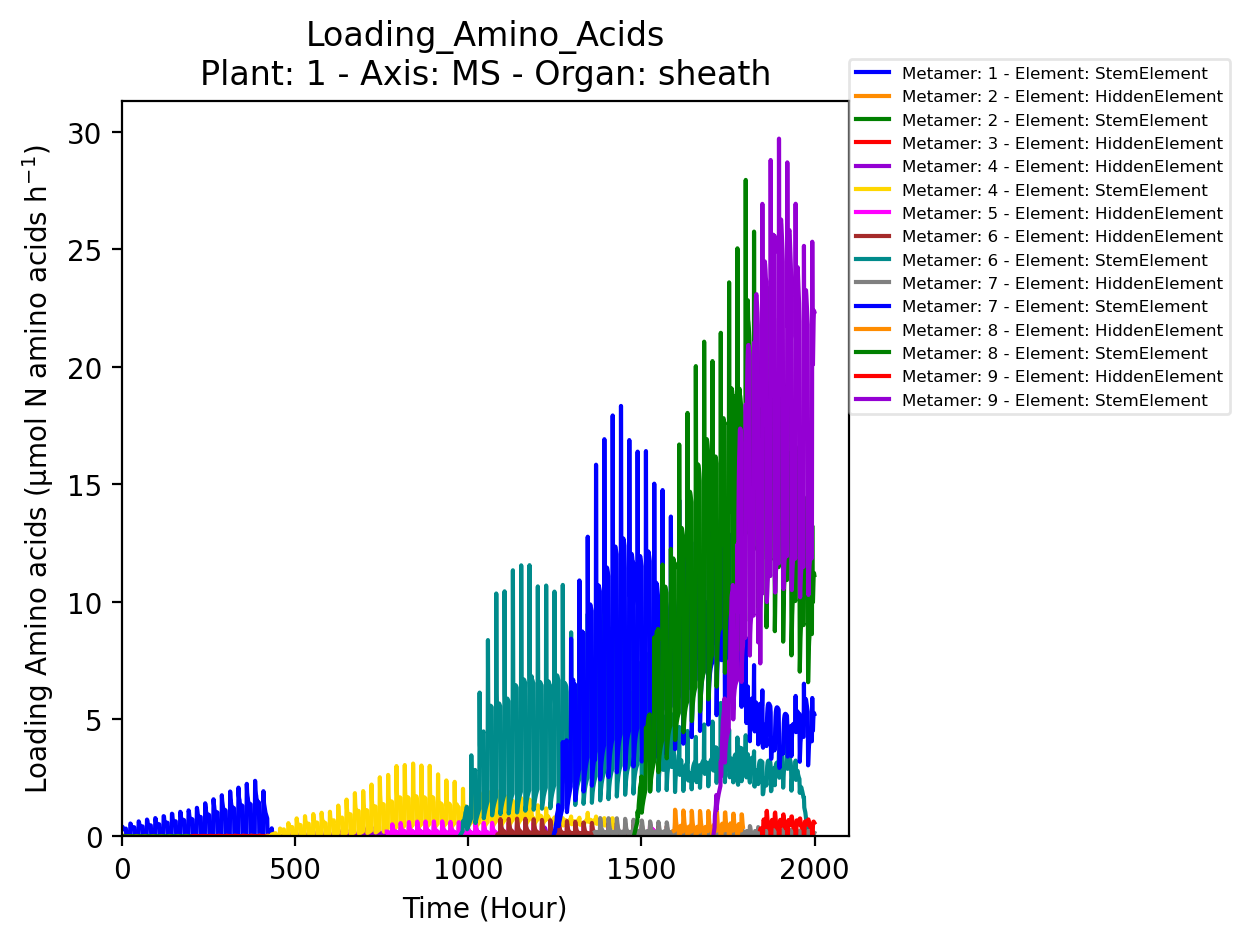 Loading_Amino_Acids
Plant: 1 - Axis: MS - Organ: sheath
Metamer: 1 - Element: StemElement
Metamer: 2 - Element: HiddenElement
Metamer: 2 - Element: StemElement
Metamer: 3 - Element: HiddenElement
Metamer: 4 - Element: HiddenElement
Metamer: 4 - Element: StemElement
Metamer: 5 - Element: HiddenElement
Metamer: 6 - Element: HiddenElement
Metamer: 6 - Element: StemElement
Metamer: 7 - Element: HiddenElement
Metamer: 7 - Element: StemElement
Metamer: 8 - Element: HiddenElement
Metamer: 8 - Element: StemElement
Metamer: 9 - Element: HiddenElement
Metamer: 9 - Element: StemElement
Loading Amino acids (µmol N amino acids h⁻¹)
30
25
20
15
10
5
0
0 500 1000 1500 2000
Time (Hour)